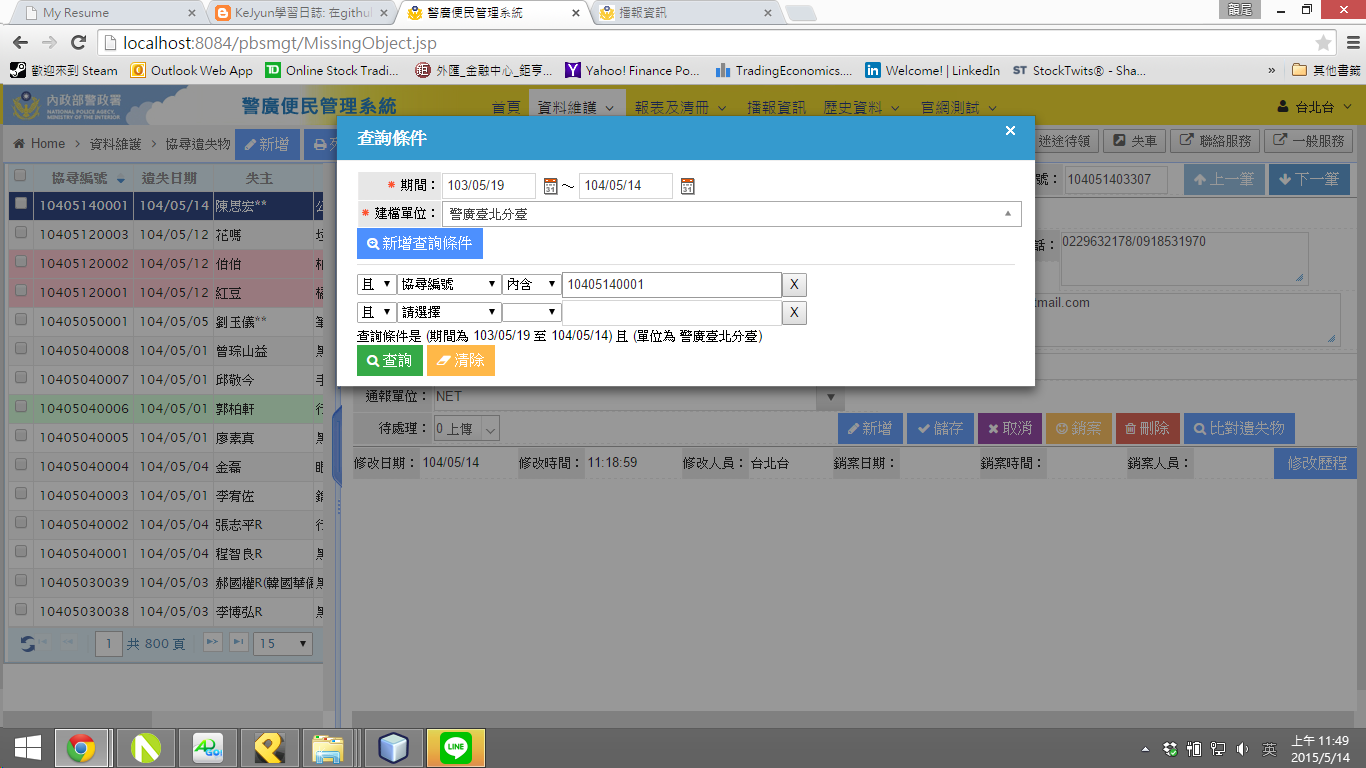 My Resume
KeJyun學習日誌: 在githul
警廣便民管理系統
播報資訊
localhost:8084/pbsmgt/MissingObject.jsp
歡迎來到 Steam
Outlook Web App
Online Stock Tradi...
外匯_金融中心_鉅亨...
Yahoo! Finance Po...
TradingEconomics....
Welcome! | LinkedIn
StockTwits® - Sha...
»
其他書籤
內政部警政署
NATIONAL POLICE AGENCY,
MINISTRY OF THE INTERIOR
警廣便民管理系統
首頁 資料維護 報表及清冊 播報資訊 歷史資料 官網測試
台北台
Home > 資料維護 > 協尋遺失物
新增
迷途待領
失車
聯絡服務
一般服務
協尋編號 遺失日期 失主
10405140001 104/05/14 陳思宏**
10405120003 104/05/12 花嗎
10405120002 104/05/12 伯伯
10405120001 104/05/12 紅豆
10405050001 104/05/05 劉玉儀**
10405040008 104/05/01 曾琮山益
10405040007 104/05/01 邱敬今
10405040006 104/05/01 郭柏軒
10405040005 104/05/01 廖素真
10405040004 104/05/04 金磊
10405040003 104/05/01 李宥佐
10405040002 104/05/04 張志平R
10405040001 104/05/04 程智良R
10405030039 104/05/03 郝國權R(韓國華僑
10405030038 104/05/03 李博弘R
1 共 800 頁 15
查詢條件 ×
* 期間： 103/05/19 ～ 104/05/14
* 建檔單位： 警廣臺北分臺
新增查詢條件
且 協尋編號 內含 10405140001 X
且 請選擇 X
查詢條件是 (期間為 103/05/19 至 104/05/14) 且 (單位為 警廣臺北分臺)
查詢 清除
號： 104051403307 上一筆 下一筆
話： 0229632178/0918531970
tmail.com
通報單位： NET
待處理： 0 上傳
新增 儲存 取消 銷案 刪除 比對遺失物
修改日期： 104/05/14 修改時間： 11:18:59 修改人員： 台北台 銷案日期： 銷案時間： 銷案人員： 修改歷程
英
上午 11:49
2015/5/14